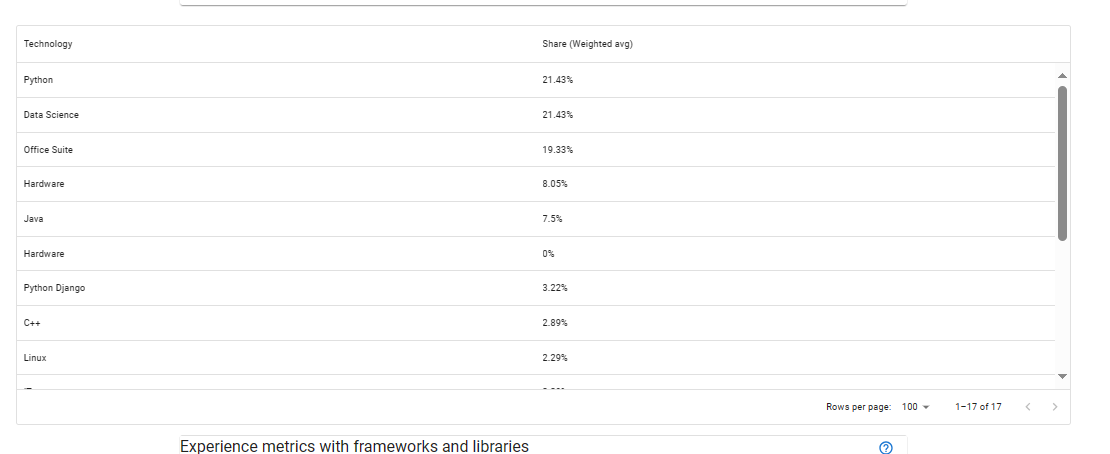 Technology Share (Weighted avg)
Python 21.43%
Data Science 21.43%
Office Suite 19.33%
Hardware 8.05%
Java 7.5%
Hardware 0%
Python Django 3.22%
C++ 2.89%
Linux 2.29%
Rows per page: 100 1–17 of 17
Experience metrics with frameworks and libraries